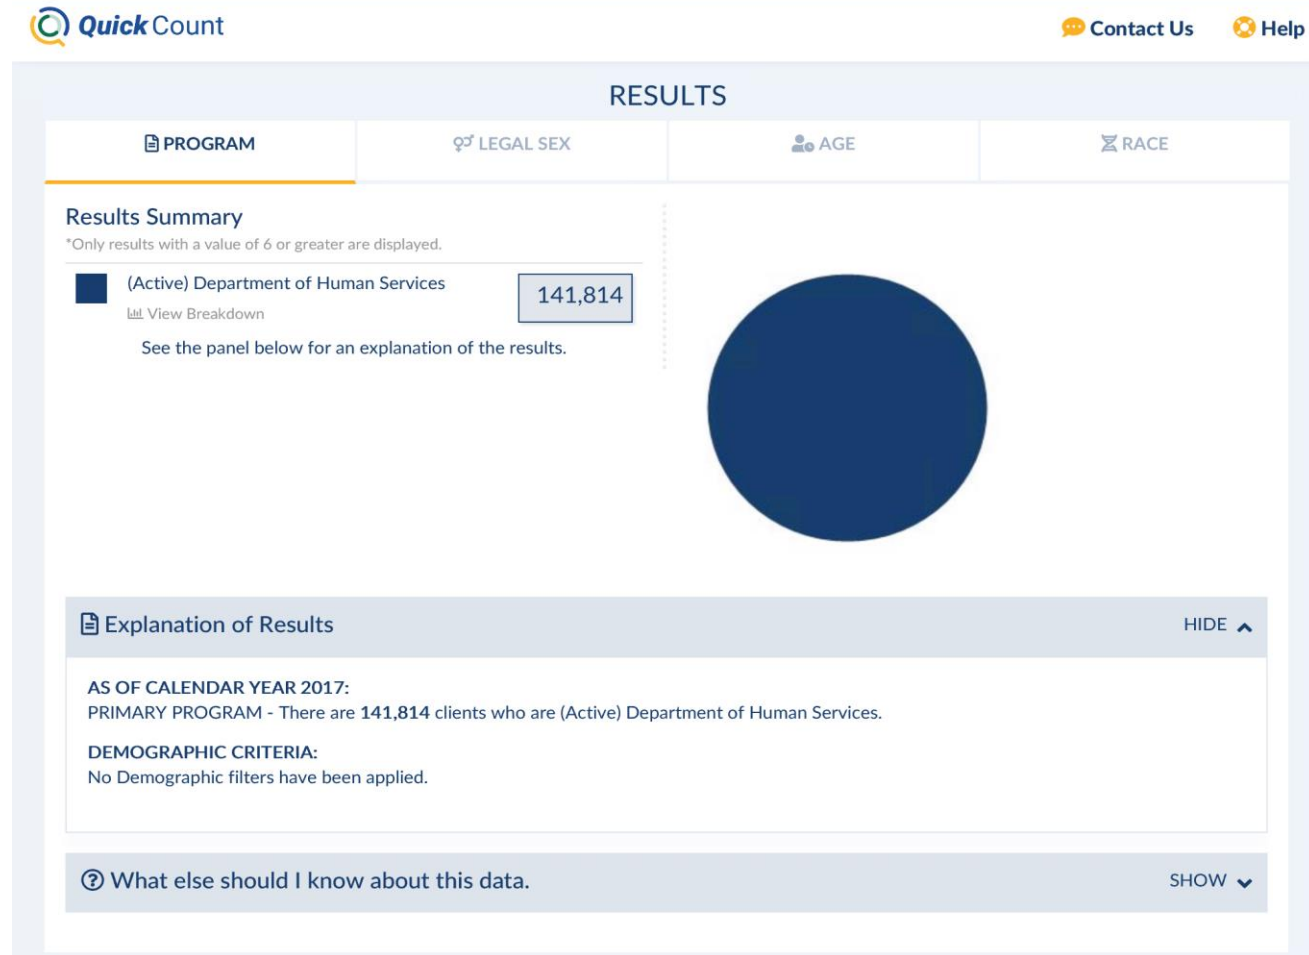 Quick Count
Contact Us
Help
RESULTS
PROGRAM
LEGAL SEX
AGE
RACE
Results Summary
*Only results with a value of 6 or greater are displayed.
(Active) Department of Human Services
141,814
View Breakdown
See the panel below for an explanation of the results.
Explanation of Results
HIDE
AS OF CALENDAR YEAR 2017:
PRIMARY PROGRAM - There are 141,814 clients who are (Active) Department of Human Services.
DEMOGRAPHIC CRITERIA:
No Demographic filters have been applied.
What else should I know about this data.
SHOW